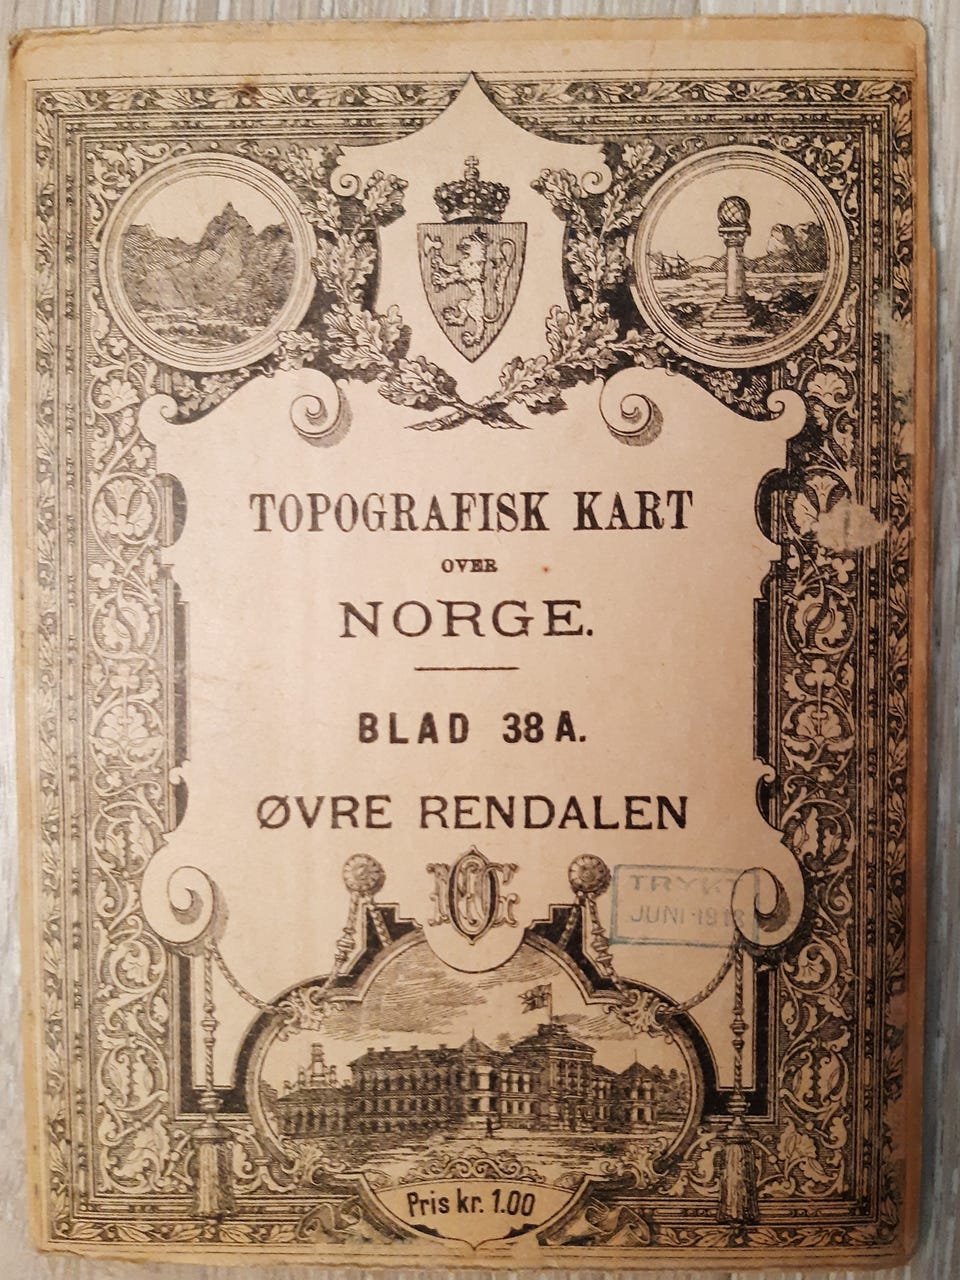 TOPOGRAFISK KART
OVER
NORGE.
BLAD 38 A.
ØVRE RENDALEN
TRYKT
JUNI
Pris kr. 1.00